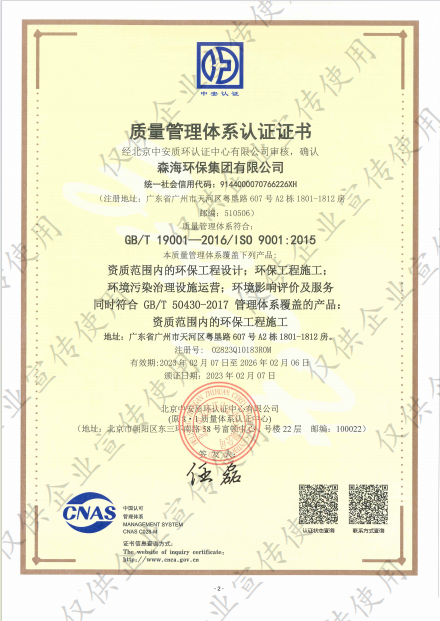 中安认证
质量管理体系认证证书
经北京中安质环认证中心有限公司审核，确认
森海环保集团有限公司
统一社会信用代码：9144000070766226XH
（注册地址：广东省广州市天河区粤垦路 607 号 A2 栋 1801-1812 房
邮编：510506）
质量管理体系符合：
GB/T 19001—2016/ISO 9001:2015
本质量管理体系覆盖下列产品：
资质范围内的环保工程设计；环保工程施工；
环境污染治理设施运营；环境影响评价及服务
同时符合 GB/T 50430-2017 管理体系覆盖的产品：
资质范围内的环保工程施工
地址：广东省广州市天河区粤垦路 607 号 A2 栋 1801-1812 房。
注册号：02823Q10183R0M
有效期：2023 年 02 月 07 日至 2026 年 02 月 06 日
颁证日期：2023 年 02 月 07 日
北京中安质环认证中心有限公司
质量体系认证中心）
（地址：北京市朝阳区东三环南路 58 号富顿中心 号楼 22 层 邮编：100022）
签发人：
任磊
CNAS
中国认可
管理体系
MANAGEMENT SYSTEM
CNAS C028-M
证书信息查询方式：
The website of inquiry certificate:
http://www.cnca.gov.cn
认证状态查询
联系方式查询
- 2 -
仅供企业宣传使用